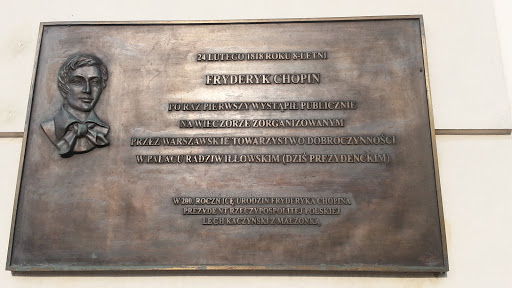 24 LUTEGO 1818 ROKU 8-LETNI
FRYDERYK CHOPIN
PO RAZ PIERWSZY WYSTĄPIŁ PUBLICZNIE
NA WIECZORZE ZORGANIZOWANYM
PRZEZ WARSZAWSKIE TOWARZYSTWO DOBROCZYNNOŚCI
W PAŁACU RADZIWIŁŁOWSKIM (DZIŚ PREZYDENCKIM)
W 200. ROCZNICĘ URODZIN FRYDERYKA CHOPINA
PREZYDENT RZECZYPOSPOLITEJ POLSKIEJ
LECH KACZYŃSKI Z MAŁŻONKĄ